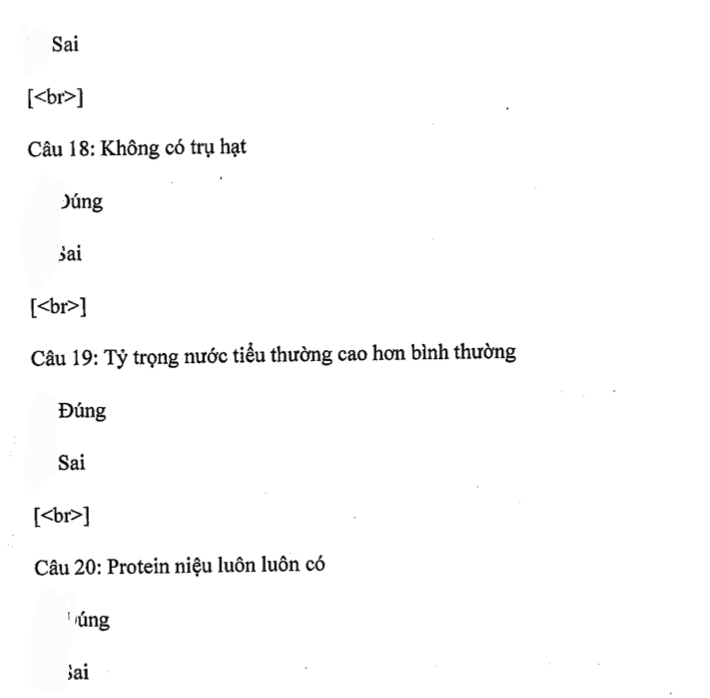 Sai
[<br>]
Câu 18: Không có trụ hạt
Đúng
Sai
[<br>]
Câu 19: Tỷ trọng nước tiểu thường cao hơn bình thường
Đúng
Sai
[<br>]
Câu 20: Protein niệu luôn luôn có
Đúng
Sai